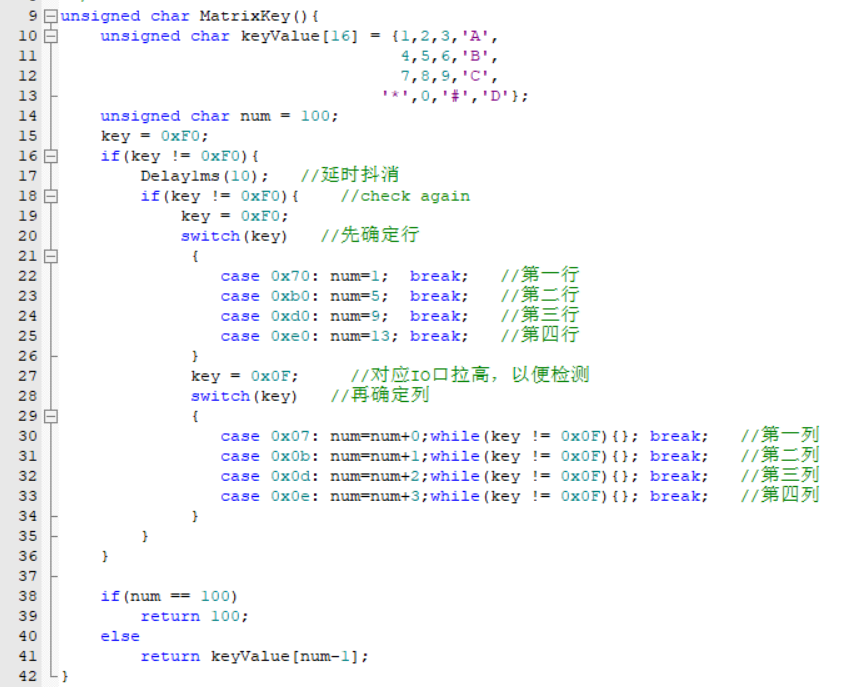 9 unsigned char MatrixKey(){
10 unsigned char keyValue[16] = {1,2,3,'A',
11 4,5,6,'B',
12 7,8,9,'C',
13 '*',0,'#','D'};
14 unsigned char num = 100;
15 key = 0xF0;
16 if(key != 0xF0){
17 Delay1ms(10); //延时抖消
18 if(key != 0xF0){ //check again
19 key = 0xF0;
20 switch(key) //先确定行
21 {
22 case 0x70: num=1; break; //第一行
23 case 0xb0: num=5; break; //第二行
24 case 0xd0: num=9; break; //第三行
25 case 0xe0: num=13; break; //第四行
26 }
27 key = 0x0F; //对应IO口拉高，以便检测
28 switch(key) //再确定列
29 {
30 case 0x07: num=num+0;while(key != 0x0F){}; break; //第一列
31 case 0x0b: num=num+1;while(key != 0x0F){}; break; //第二列
32 case 0x0d: num=num+2;while(key != 0x0F){}; break; //第三列
33 case 0x0e: num=num+3;while(key != 0x0F){}; break; //第四列
34 }
35 }
36 }
37
38 if(num == 100)
39 return 100;
40 else
41 return keyValue[num-1];
42 }